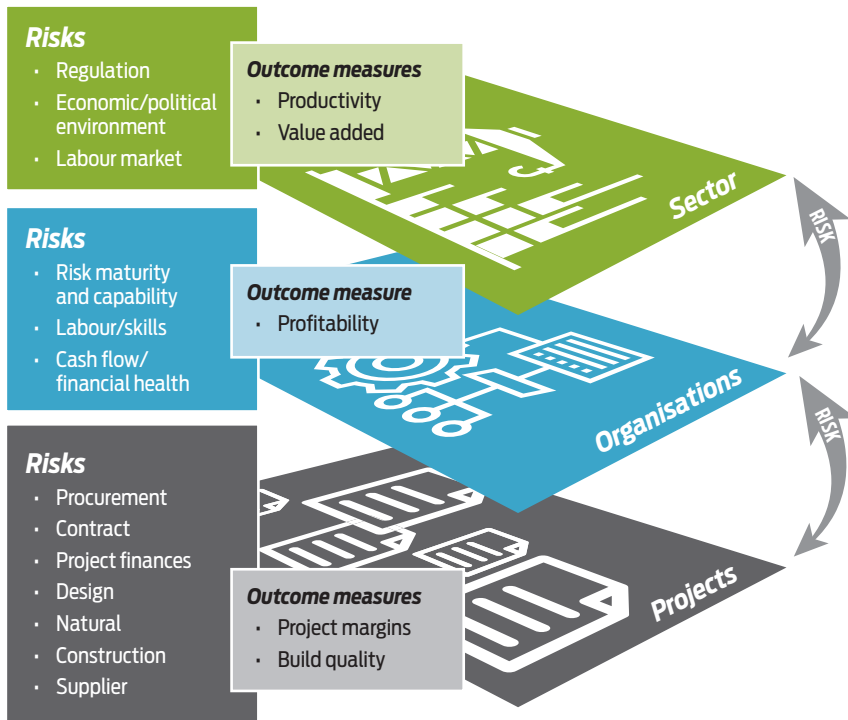 Risks
· Regulation
· Economic/political
environment
· Labour market
Outcome measures
· Productivity
· Value added
Sector
RISK
Risks
· Risk maturity
and capability
· Labour/skills
· Cash flow/
financial health
Outcome measure
· Profitability
Organisations
RISK
Risks
· Procurement
· Contract
· Project finances
· Design
· Natural
· Construction
· Supplier
Outcome measures
· Project margins
· Build quality
Projects